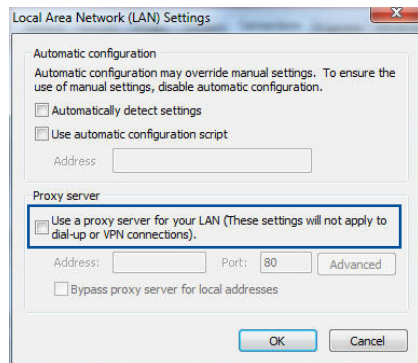 Local Area Network (LAN) Settings
Automatic configuration
Automatic configuration may override manual settings. To ensure the
use of manual settings, disable automatic configuration.
Automatically detect settings
Use automatic configuration script
Address
Proxy server
Use a proxy server for your LAN (These settings will not apply to
dial-up or VPN connections).
Address: Port: 80 Advanced
Bypass proxy server for local addresses
OK Cancel